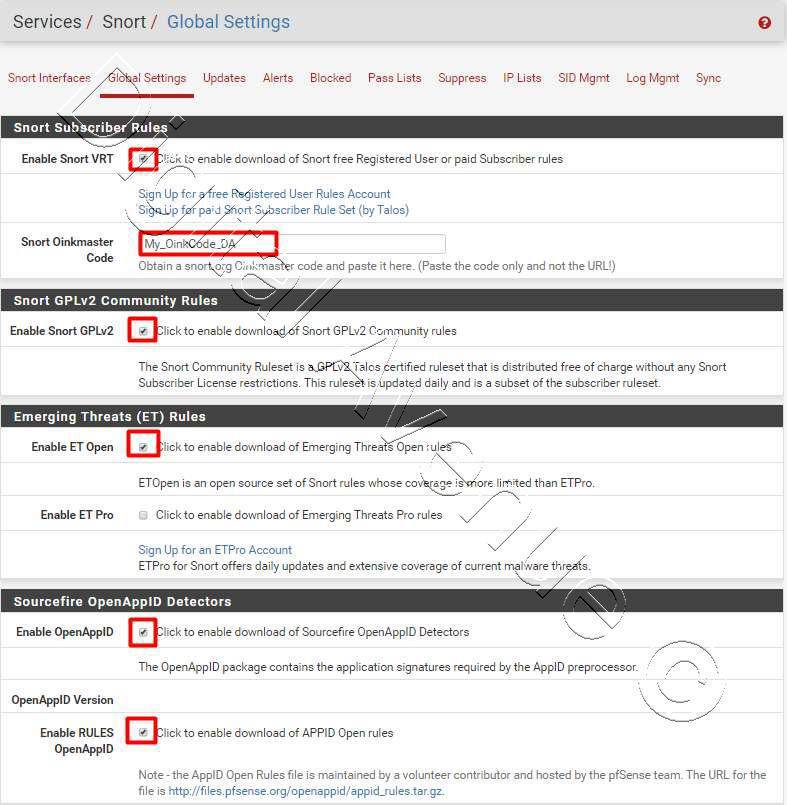 Services / Snort / Global Settings
Snort Interfaces Global Settings Updates Alerts Blocked Pass Lists Suppress IP Lists SID Mgmt Log Mgmt Sync
Snort Subscriber Rules
Enable Snort VRT Click to enable download of Snort free Registered User or paid Subscriber rules
Sign Up for a free Registered User Rules Account
Sign Up for paid Snort Subscriber Rule Set (by Talos)
Snort Oinkmaster Code My_OinkCode_DA
Obtain a snort.org Oinkmaster code and paste it here. (Paste the code only and not the URL!)
Snort GPLv2 Community Rules
Enable Snort GPLv2 Click to enable download of Snort GPLv2 Community rules
The Snort Community Ruleset is a GPLv2 Talos certified ruleset that is distributed free of charge without any Snort
Subscriber License restrictions. This ruleset is updated daily and is a subset of the subscriber ruleset.
Emerging Threats (ET) Rules
Enable ET Open Click to enable download of Emerging Threats Open rules
ETOpen is an open source set of Snort rules whose coverage is more limited than ETPro.
Enable ET Pro Click to enable download of Emerging Threats Pro rules
Sign Up for an ETPro Account
ETPro for Snort offers daily updates and extensive coverage of current malware threats.
Sourcefire OpenAppID Detectors
Enable OpenAppID Click to enable download of Sourcefire OpenAppID Detectors
The OpenAppID package contains the application signatures required by the AppID preprocessor.
OpenAppID Version
Enable RULES OpenAppID Click to enable download of APPID Open rules
Note - the AppID Open Rules file is maintained by a volunteer contributor and hosted by the pfSense team. The URL for the
file is http://files.pfsense.org/openappid/appid_rules.tar.gz.